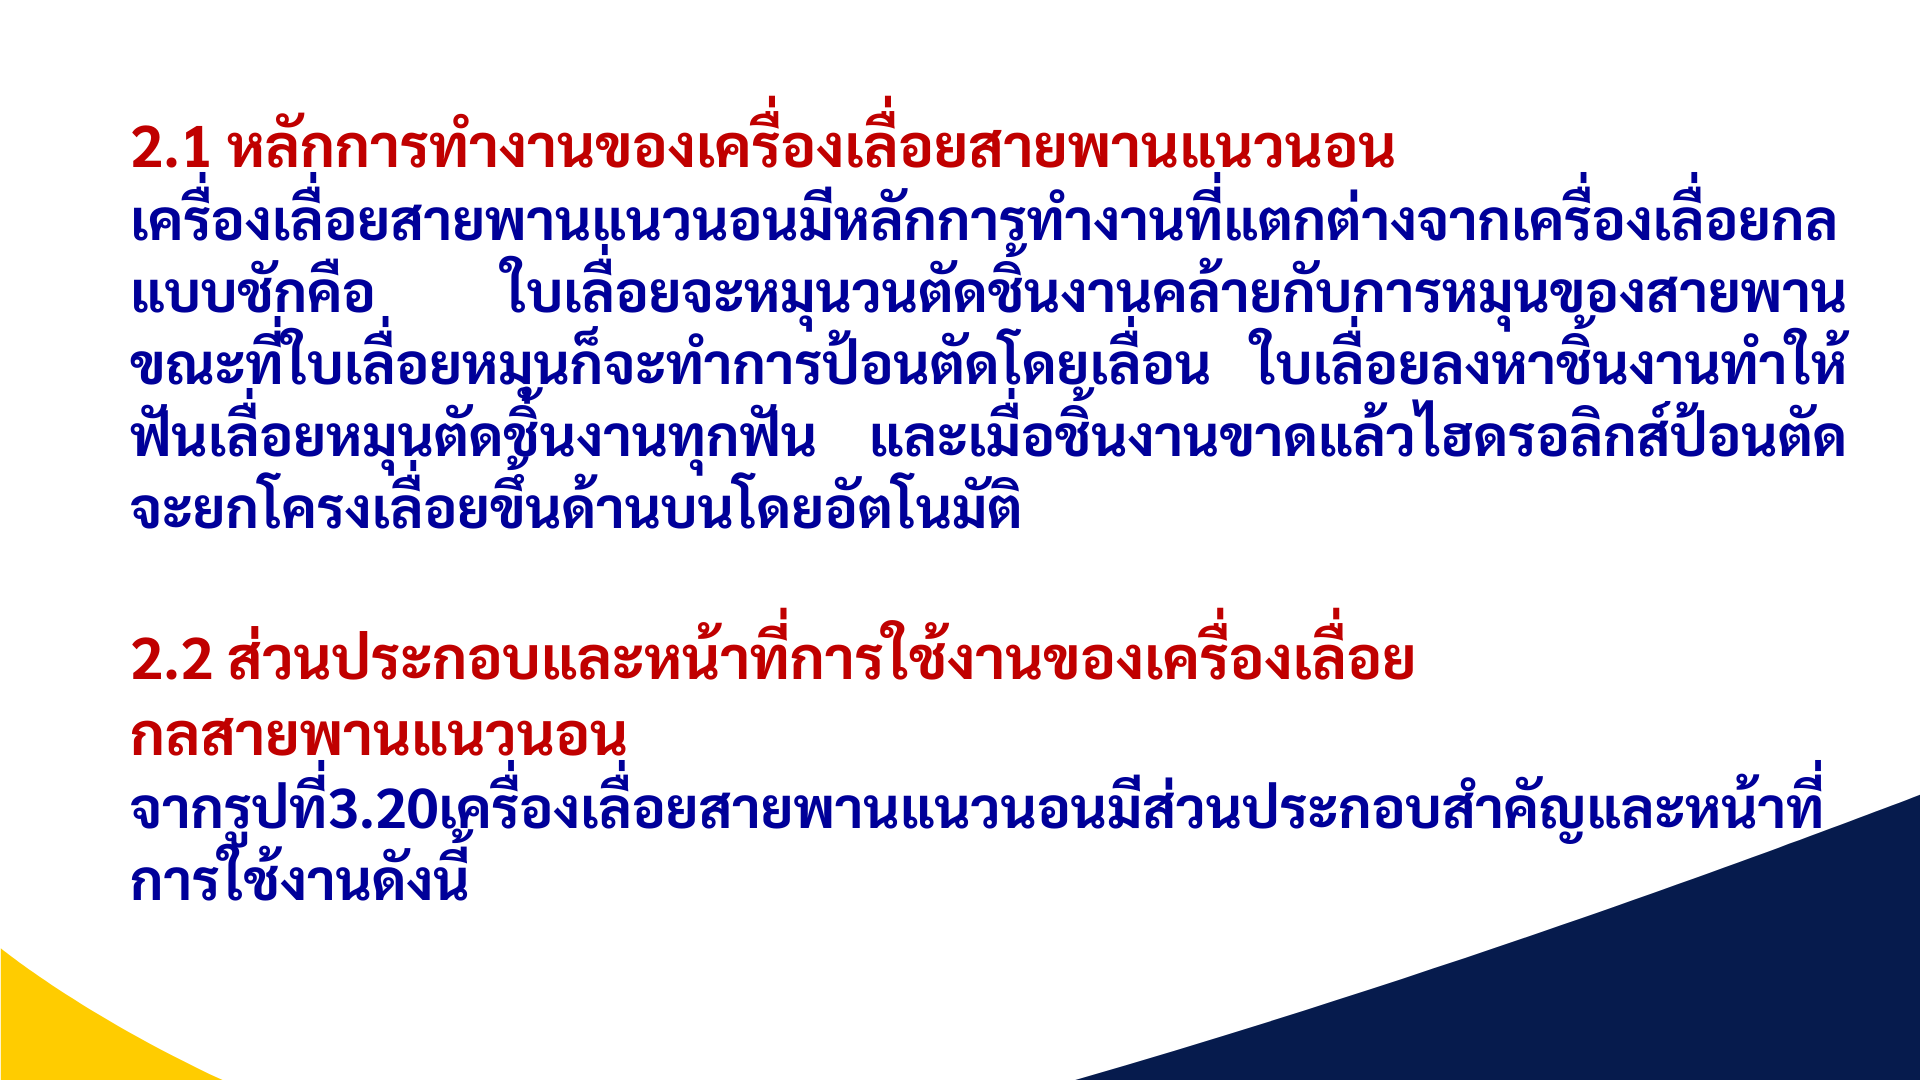 2.1 หลักการทำงานของเครื่องเลื่อยสายพานแนวนอน
เครื่องเลื่อยสายพานแนวนอนมีหลักการทำงานที่แตกต่างจากเครื่องเลื่อยกล
แบบชักคือ ใบเลื่อยจะหมุนวนตัดชิ้นงานคล้ายกับการหมุนของสายพาน
ขณะที่ใบเลื่อยหมุนก็จะทำการป้อนตัดโดยเลื่อน ใบเลื่อยลงหาชิ้นงานทำให้
ฟันเลื่อยหมุนตัดชิ้นงานทุกฟัน และเมื่อชิ้นงานขาดแล้วไฮดรอลิกส์ป้อนตัด
จะยกโครงเลื่อยขึ้นด้านบนโดยอัตโนมัติ
2.2 ส่วนประกอบและหน้าที่การใช้งานของเครื่องเลื่อย
กลสายพานแนวนอน
จากรูปที่3.20เครื่องเลื่อยสายพานแนวนอนมีส่วนประกอบสำคัญและหน้าที่
การใช้งานดังนี้